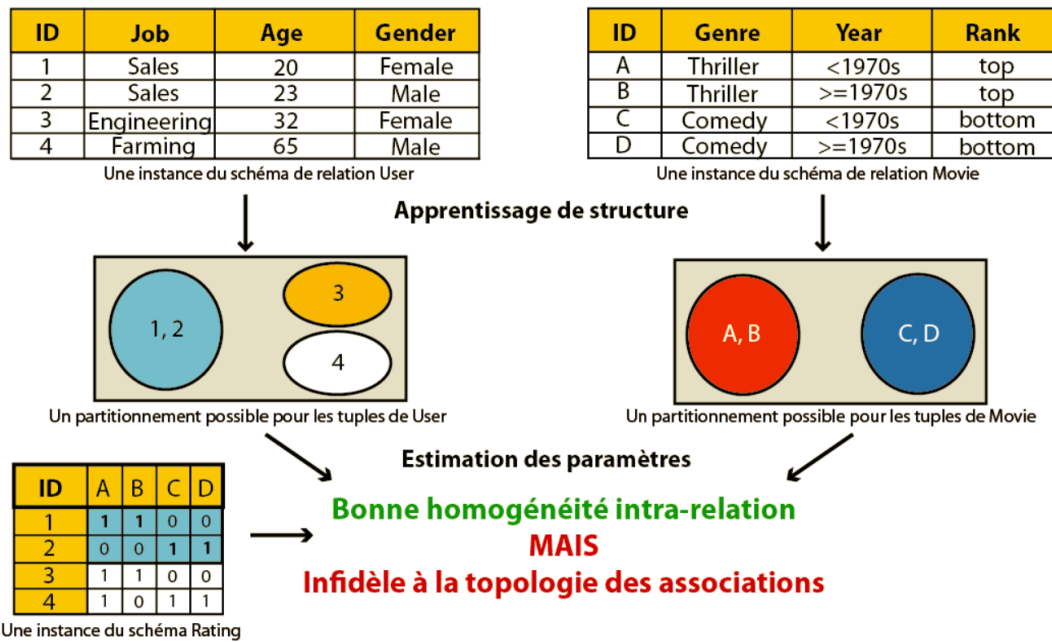 ID Job Age Gender
1 Sales 20 Female
2 Sales 23 Male
3 Engineering 32 Female
4 Farming 65 Male
Une instance du schéma de relation User
ID Genre Year Rank
A Thriller <1970s top
B Thriller >=1970s top
C Comedy <1970s bottom
D Comedy >=1970s bottom
Une instance du schéma de relation Movie
Apprentissage de structure
1, 2
3
4
Un partitionnement possible pour les tuples de User
A, B
C, D
Un partitionnement possible pour les tuples de Movie
Estimation des paramètres
ID A B C D
1 1 1 0 0
2 0 0 1 1
3 1 1 0 0
4 1 0 1 1
Une instance du schéma Rating
Bonne homogénéité intra-relation
MAIS
Infidèle à la topologie des associations